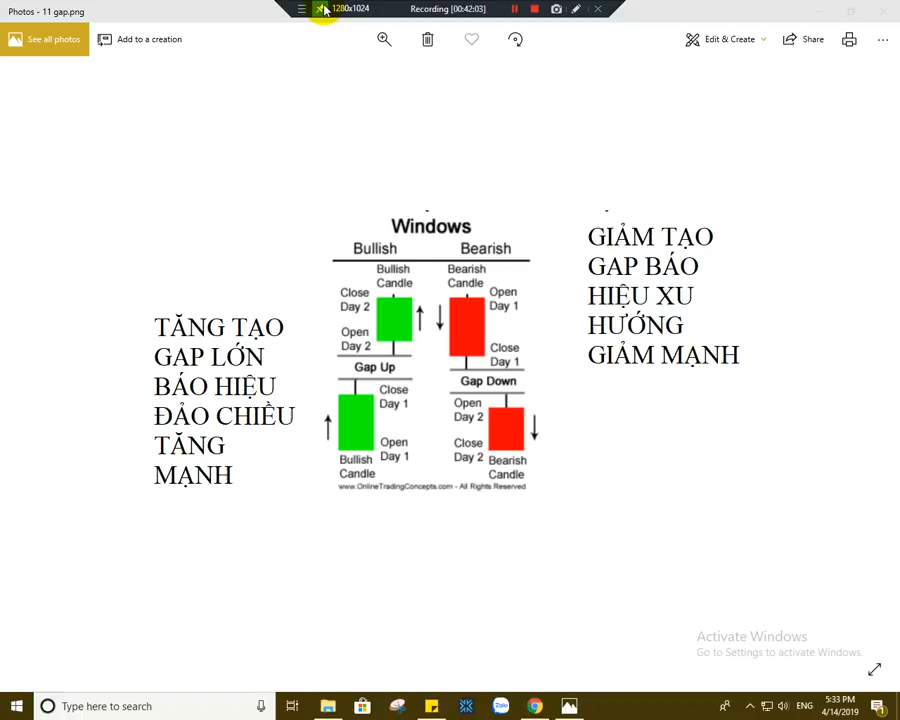 Photos - 11 gap.png
1280x1024
Recording [00:42:03]
See all photos
Add to a creation
Edit & Create
Share
Windows
Bullish
Bearish
Bullish
Candle
Bearish
Candle
Close
Day 2
Open
Day 1
Open
Day 2
Close
Day 1
Gap Up
Gap Down
Close
Day 1
Open
Day 2
Open
Day 1
Close
Day 2
Bullish
Candle
Bearish
Candle
www.OnlineTradingConcepts.com - All Rights Reserved
TĂNG TẠO
GAP LỚN
BÁO HIỆU
ĐẢO CHIỀU
TĂNG
MẠNH
GIẢM TẠO
GAP BÁO
HIỆU XU
HƯỚNG
GIẢM MẠNH
Activate Windows
Go to Settings to activate Windows.
Type here to search
Zalo
ENG
5:33 PM
4/14/2019
1